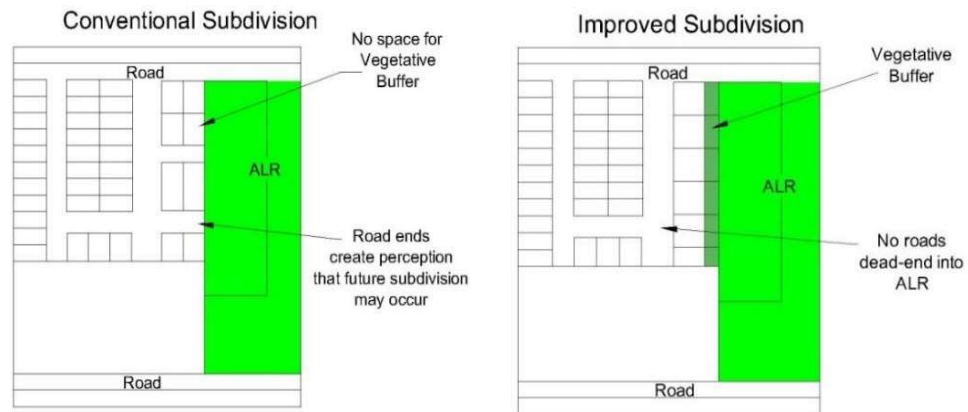 Conventional Subdivision
No space for
Vegetative
Buffer
Road
ALR
Road ends
create perception
that future subdivision
may occur
Road
Improved Subdivision
Vegetative
Buffer
Road
ALR
No roads
dead-end into
ALR
Road